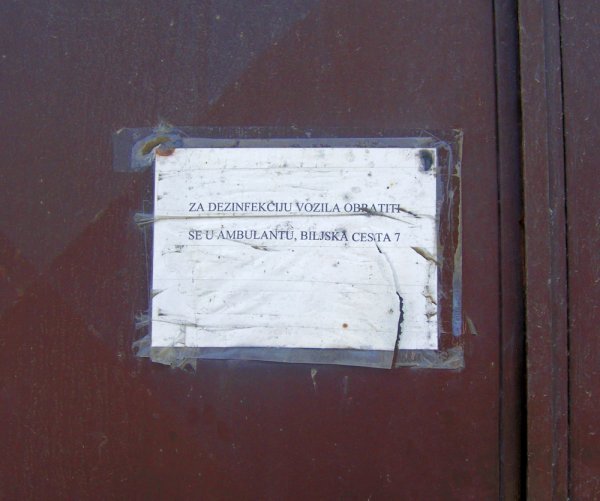 ZA DEZINFEKCIJU VOZILA OBRATITI
SE U AMBULANTU, BILJSKA CESTA 7